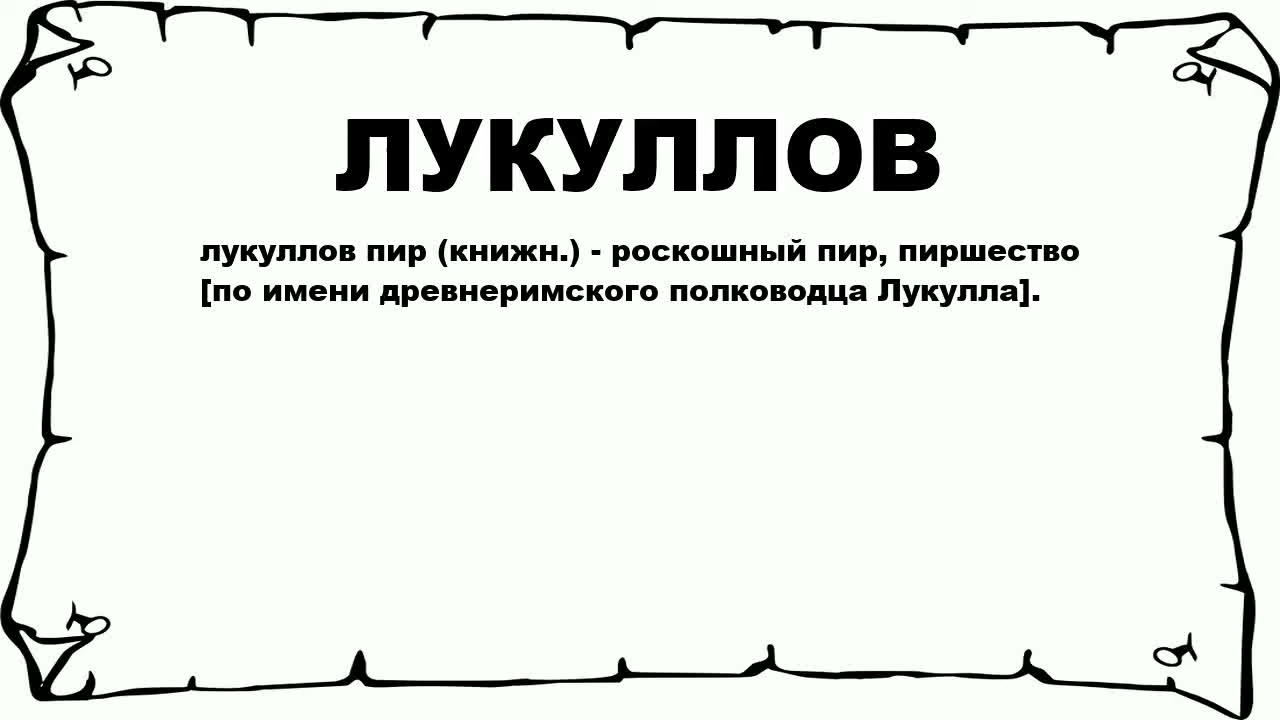 ЛУКУЛЛОВ
лукуллов пир (книжн.) - роскошный пир, пиршество
[по имени древнеримского полководца Лукулла].